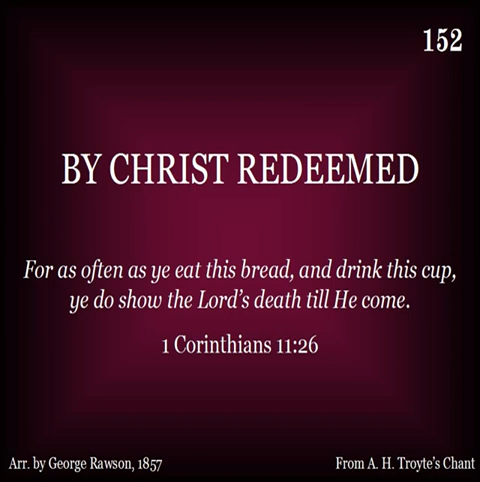 152
BY CHRIST REDEEMED
For as often as ye eat this bread, and drink this cup,
ye do show the Lord's death till He come.
1 Corinthians 11:26
Arr. by George Rawson, 1857
From A. H. Troyte's Chant